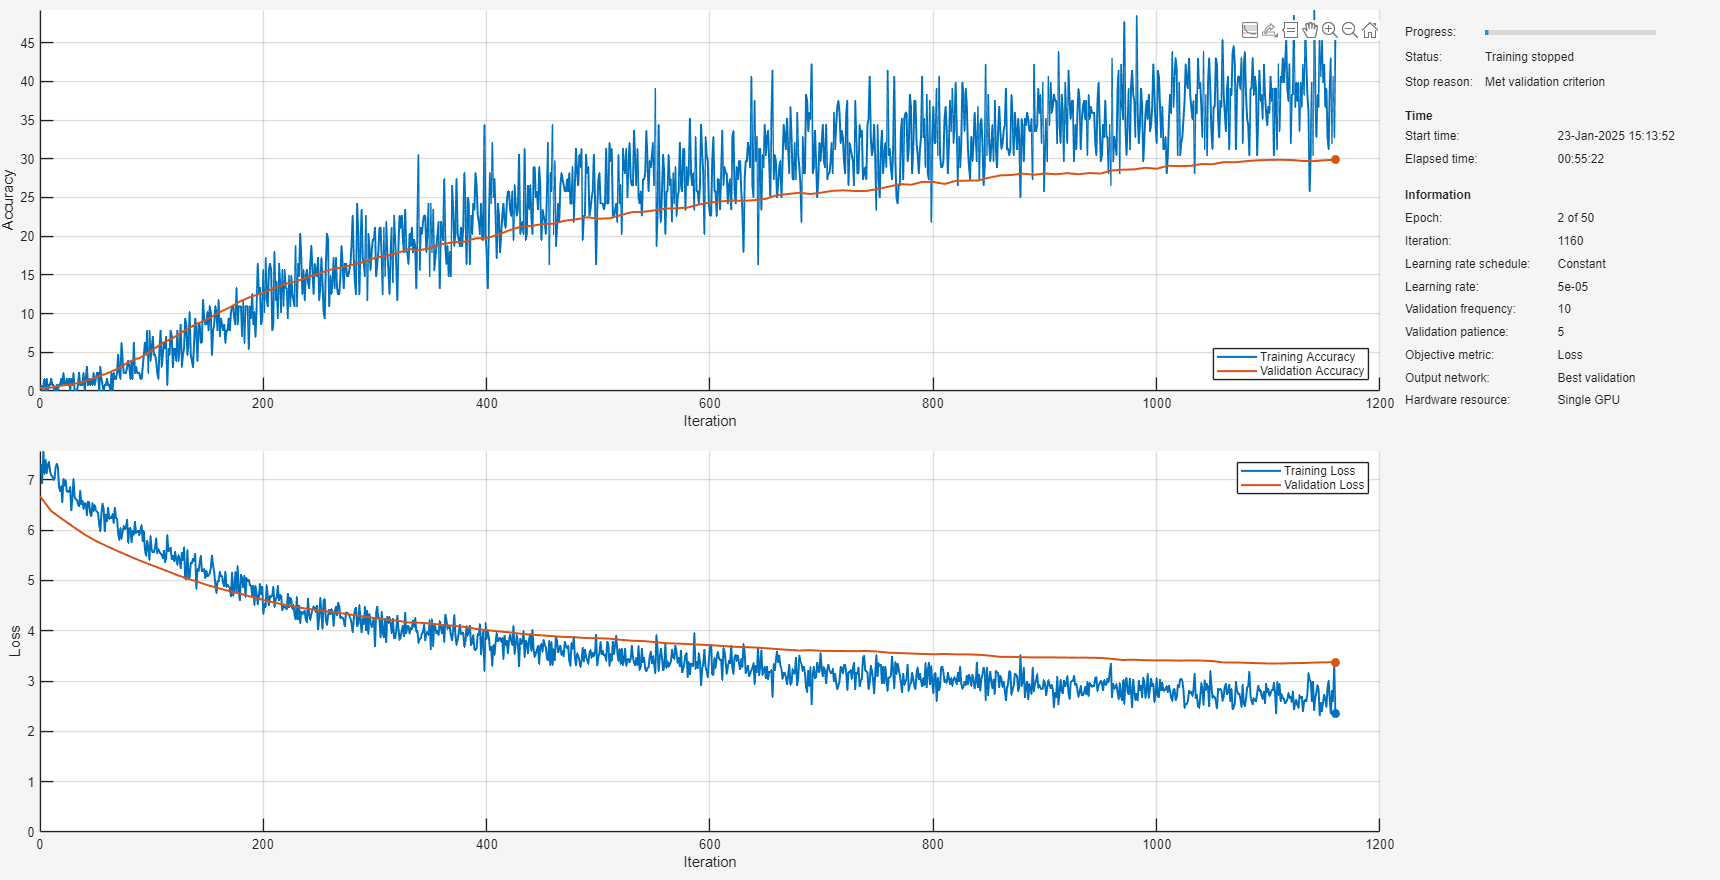 45
40
35
30
25
20
15
10
5
0
Accuracy
0 200 400 600 800 1000 1200
Iteration
Training Accuracy
Validation Accuracy
7
6
5
4
3
2
1
0
Loss
0 200 400 600 800 1000 1200
Iteration
Training Loss
Validation Loss
Progress:
Status: Training stopped
Stop reason: Met validation criterion
Time
Start time: 23-Jan-2025 15:13:52
Elapsed time: 00:55:22
Information
Epoch: 2 of 50
Iteration: 1160
Learning rate schedule: Constant
Learning rate: 5e-05
Validation frequency: 10
Validation patience: 5
Objective metric: Loss
Output network: Best validation
Hardware resource: Single GPU